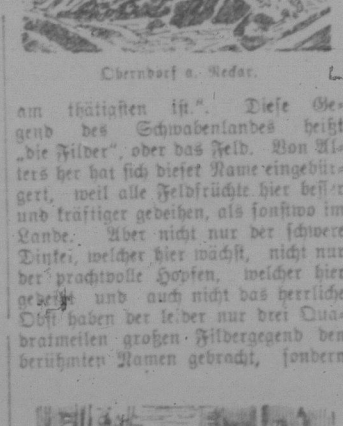 Oberndorf a. Neckar.
am thätigsten ist.". Diese Ge-
gend des Schwabenlandes heißt
„die Filder", oder das Feld. Von Al-
ters her hat sich dieser Name eingebür-
gert, weil alle Feldfrüchte hier besser
und kräftiger gedeihen, als sonstwo im
Lande. Aber nicht nur der schwere
Dinkel, welcher hier wächst, nicht nur
der prachtvolle Hopfen, welcher hier
gedeiht und auch nicht das herrliche
Obst haben der leider nur drei Qua-
dratmeilen großen Fildergegend den
berühmten Namen gebracht, sondern